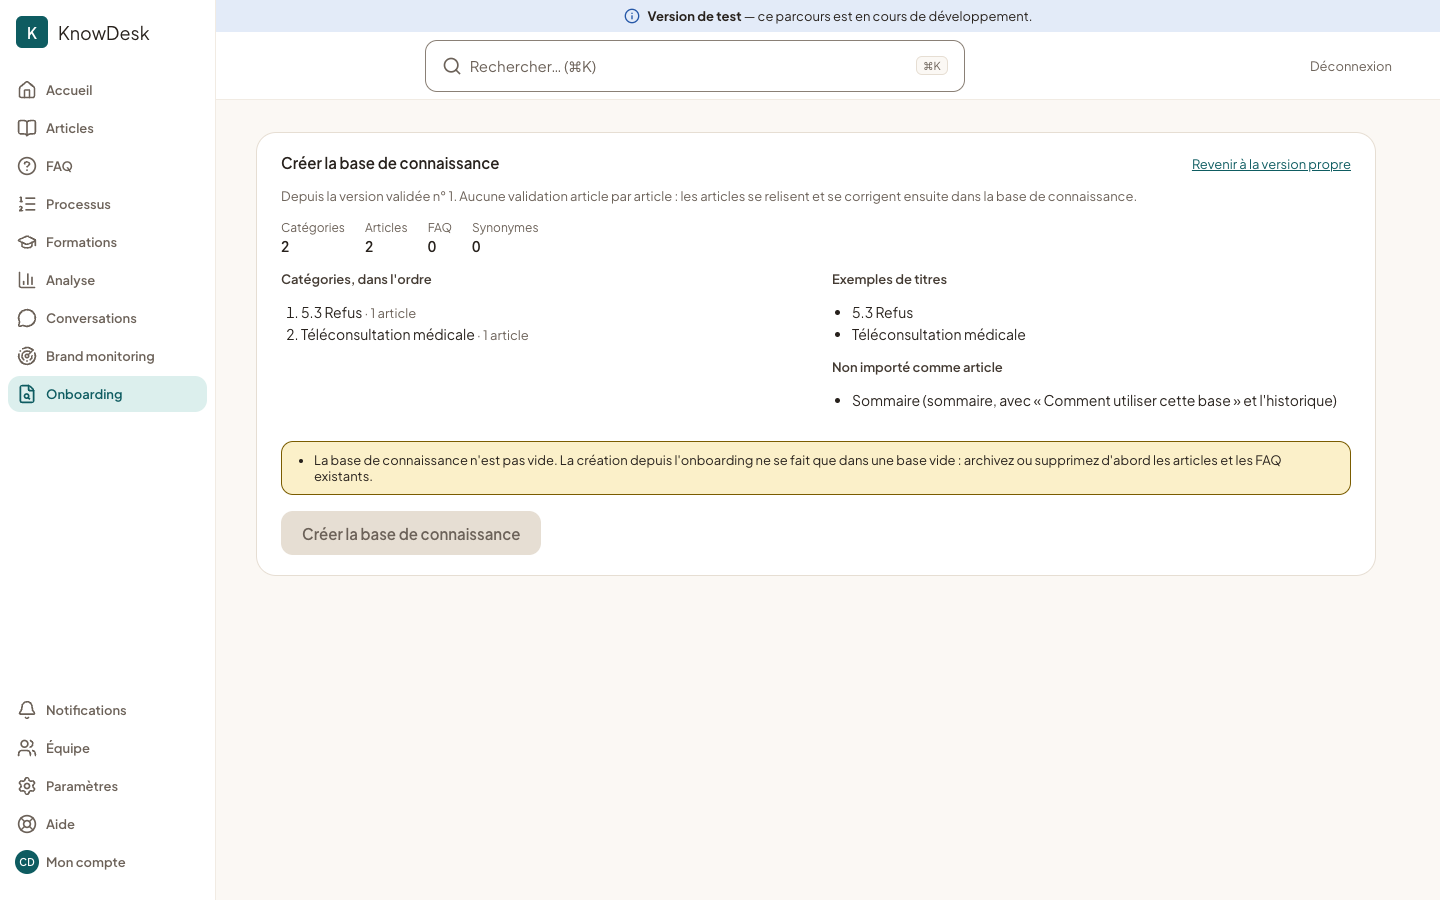 K KnowDesk
Version de test — ce parcours est en cours de développement.
Rechercher... (⌘K) ⌘K
Déconnexion
Accueil
Articles
FAQ
Processus
Formations
Analyse
Conversations
Brand monitoring
Onboarding
Notifications
Équipe
Paramètres
Aide
CD Mon compte
Créer la base de connaissance
Revenir à la version propre
Depuis la version validée n° 1. Aucune validation article par article : les articles se relisent et se corrigent ensuite dans la base de connaissance.
Catégories Articles FAQ Synonymes
2 2 0 0
Catégories, dans l'ordre
1. 5.3 Refus · 1 article
2. Téléconsultation médicale · 1 article
Exemples de titres
• 5.3 Refus
• Téléconsultation médicale
Non importé comme article
• Sommaire (sommaire, avec « Comment utiliser cette base » et l'historique)
• La base de connaissance n'est pas vide. La création depuis l'onboarding ne se fait que dans une base vide : archivez ou supprimez d'abord les articles et les FAQ
existants.
Créer la base de connaissance